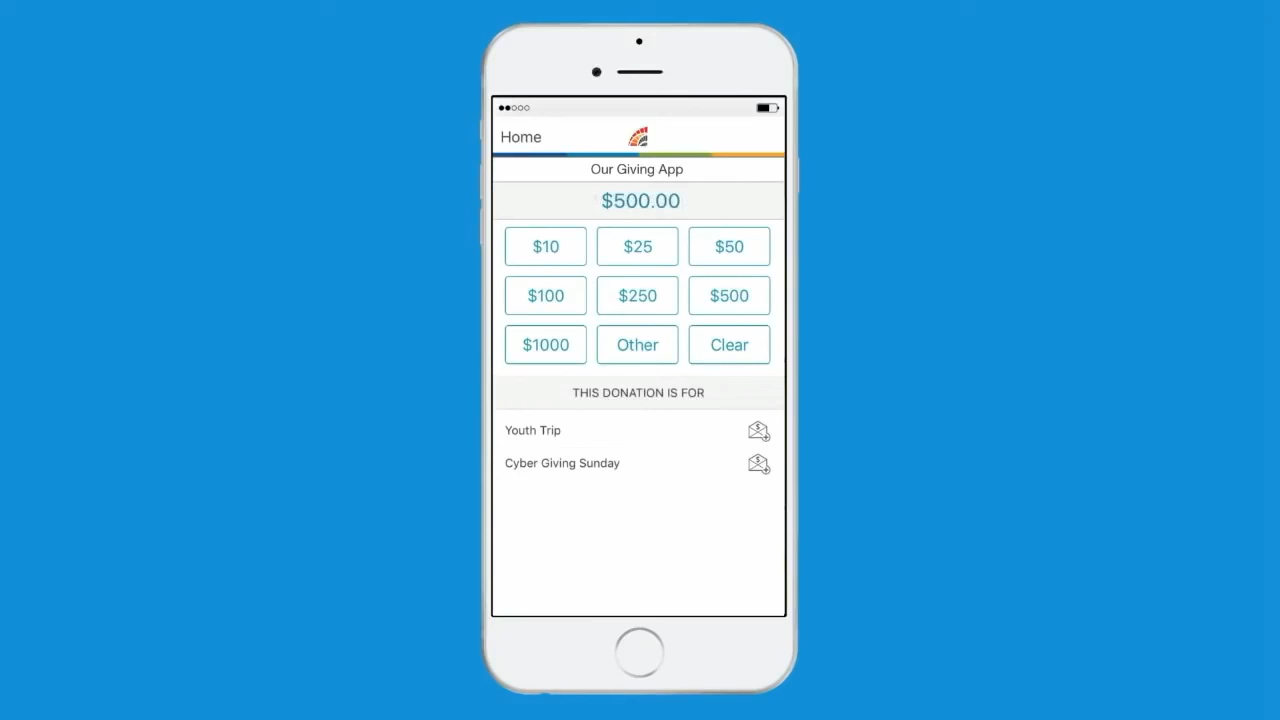 Home
Our Giving App
$500.00
$10 $25 $50
$100 $250 $500
$1000 Other Clear
THIS DONATION IS FOR
Youth Trip
Cyber Giving Sunday